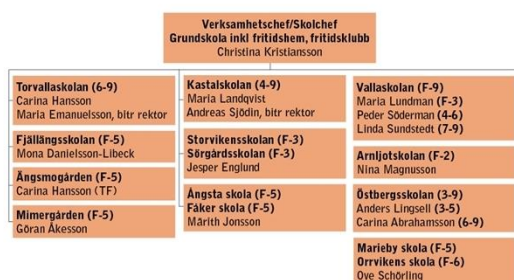 Verksamhetschef/Skolchef
Grundskola inkl fritidshem, fritidsklubb
Christina Kristiansson
Torvallaskolan (6-9)
Carina Hansson
Maria Emanuelsson, bitr rektor
Fjällängsskolan (F-5)
Mona Danielsson-Libeck
Ängsmogården (F-5)
Carina Hansson (TF)
Mimergården (F-5)
Göran Åkesson
Kastalskolan (4-9)
Maria Landqvist
Andreas Sjödin, bitr rektor
Storvikensskolan (F-3)
Sörgårdsskolan (F-3)
Jesper Englund
Ångsta skola (F-5)
Fåker skola (F-5)
Märith Jonsson
Vallaskolan (F-9)
Maria Lundman (F-3)
Peder Söderman (4-6)
Linda Sundstedt (7-9)
Arnljotskolan (F-2)
Nina Magnusson
Östbergsskolan (3-9)
Anders Lingsell (3-5)
Carina Abrahamsson (6-9)
Marieby skola (F-5)
Orrvikens skola (F-6)
Ove Schörling